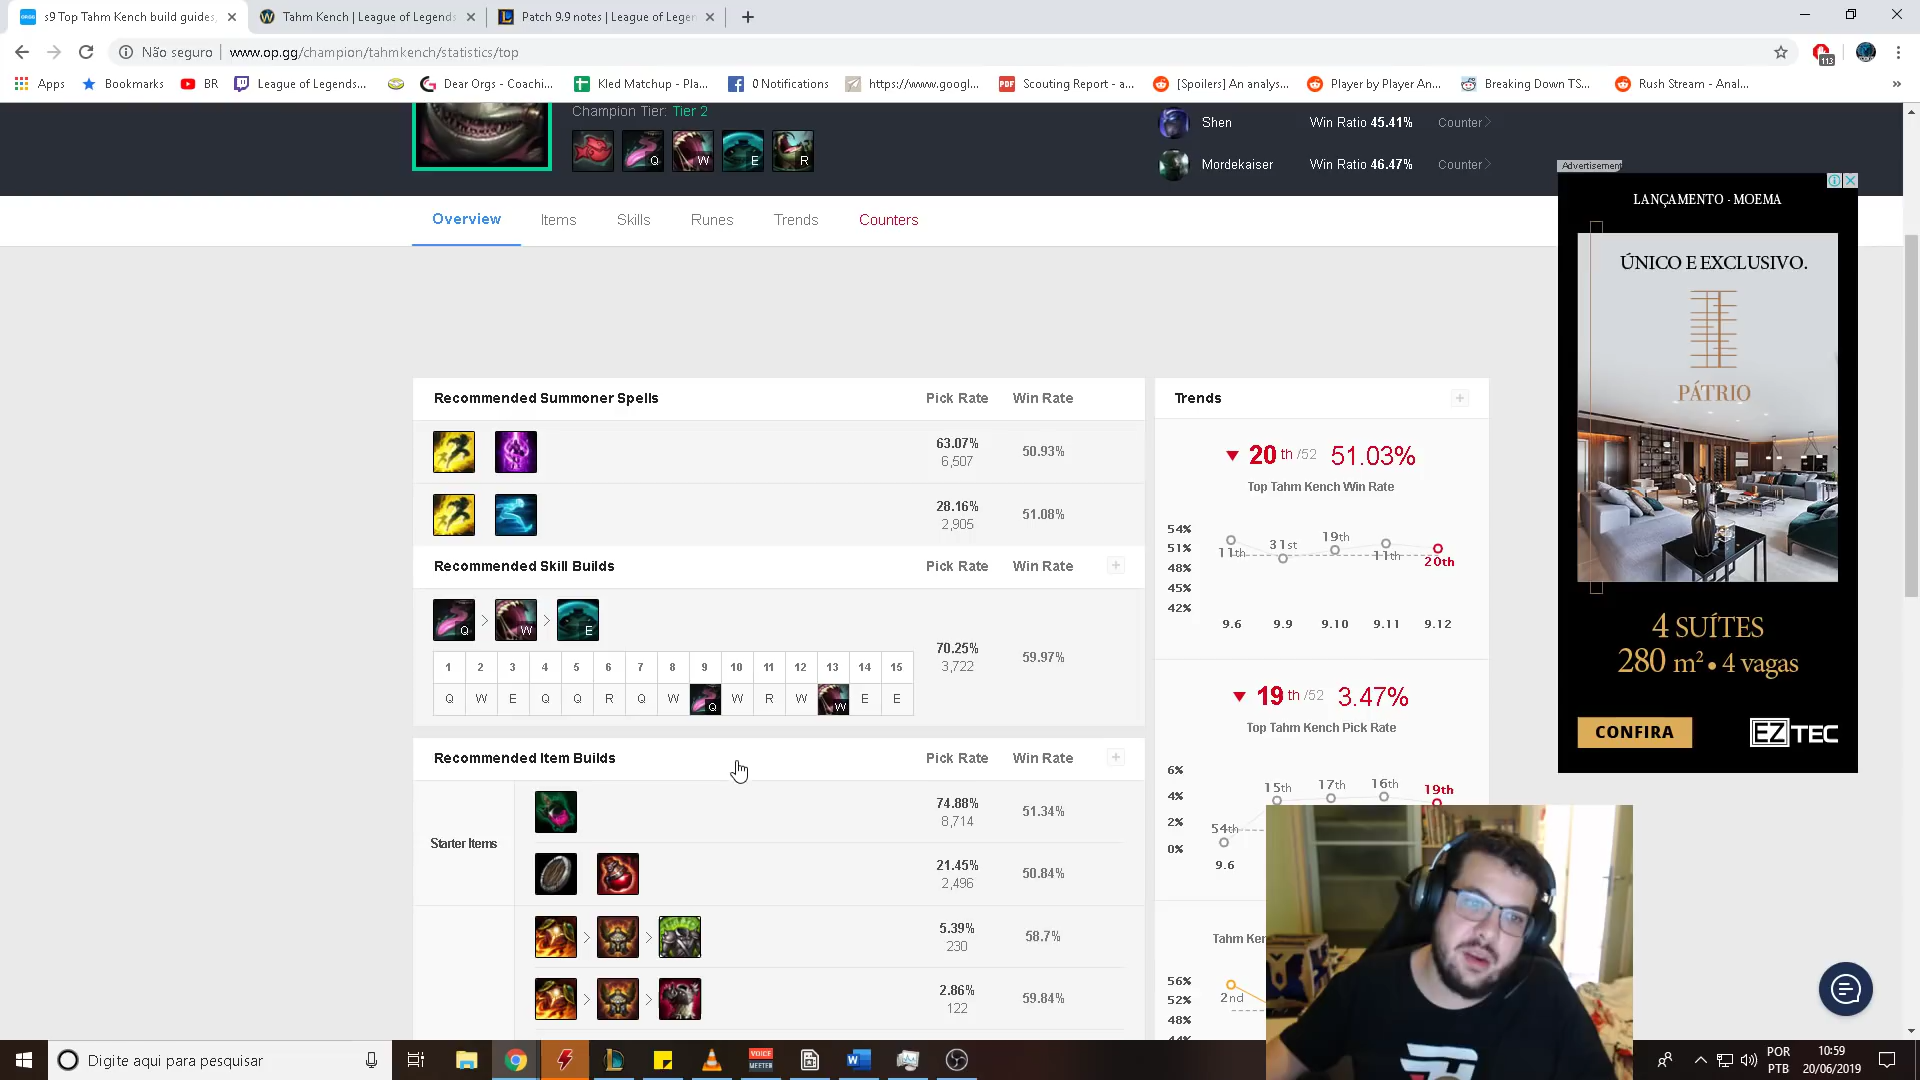 s9 Top Tahm Kench build guides,
Tahm Kench | League of Legends
Patch 9.9 notes | League of Legen
Não seguro
www.op.gg/champion/tahmkench/statistics/top
113
Apps
Bookmarks
BR
League of Legends...
Dear Orgs - Coachi...
Kled Matchup - Pla...
0 Notifications
https://www.googl...
Scouting Report - a...
[Spoilers] An analys...
Player by Player An...
Breaking Down TS...
Rush Stream - Anal...
Champion Tier: Tier 2
Q
W
E
R
Shen
Win Ratio 45.41%
Counter
Mordekaiser
Win Ratio 46.47%
Counter
Overview
Items
Skills
Runes
Trends
Counters
Recommended Summoner Spells
Pick Rate
Win Rate
63.07%
6,507
50.93%
28.16%
2,905
51.08%
Recommended Skill Builds
Pick Rate
Win Rate
Q
W
E
1 2 3 4 5 6 7 8 9 10 11 12 13 14 15
Q W E Q Q R Q W Q W R W W E E
70.25%
3,722
59.97%
Recommended Item Builds
Pick Rate
Win Rate
Starter Items
74.88%
8,714
51.34%
21.45%
2,496
50.84%
5.39%
230
58.7%
2.86%
122
59.84%
Trends
20 th /52 51.03%
Top Tahm Kench Win Rate
54%
51%
48%
45%
42%
11th
31st
19th
11th
20th
9.6
9.9
9.10
9.11
9.12
19 th /52 3.47%
Top Tahm Kench Pick Rate
6%
4%
2%
0%
54th
15th
17th
16th
19th
9.6
Tahm Ker
56%
52%
48%
44%
2nd
Advertisement
LANÇAMENTO - MOEMA
ÚNICO E EXCLUSIVO.
PÁTRIO
4 SUÍTES
280 m² • 4 vagas
CONFIRA
EZTEC
Digite aqui para pesquisar
VOICE
MEETER
POR
PTB
10:59
20/06/2019